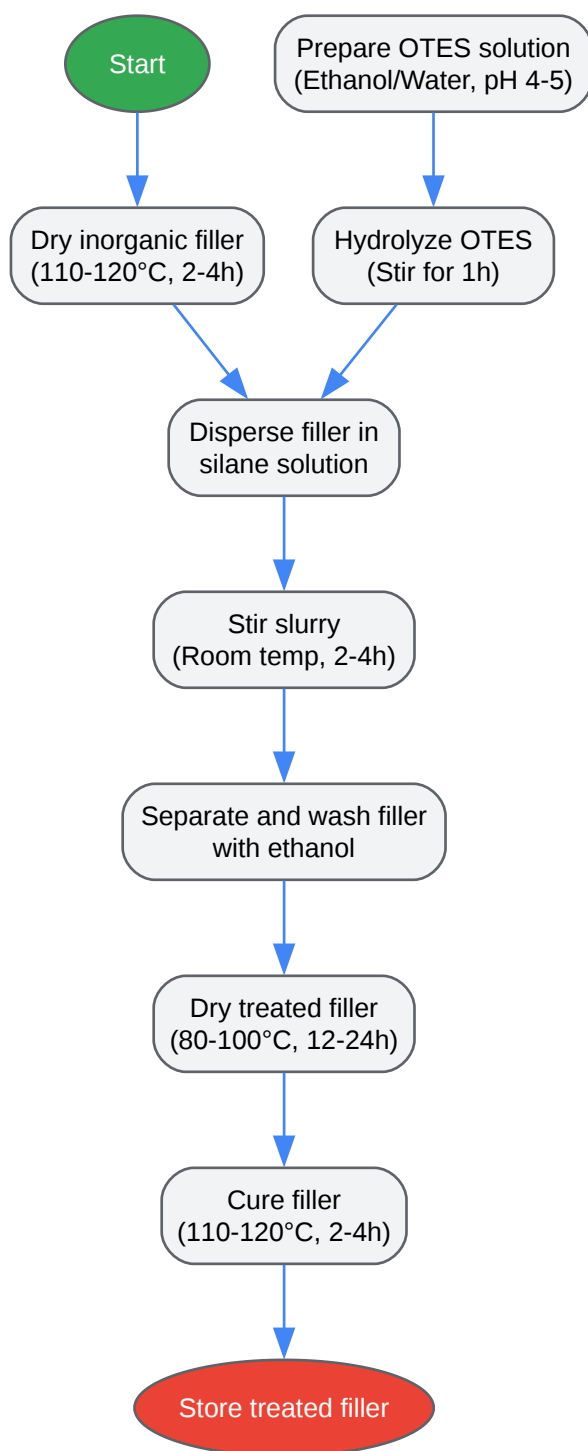 Start
Prepare OTES solution
(Ethanol/Water, pH 4-5)
Dry inorganic filler
(110-120°C, 2-4h)
Hydrolyze OTES
(Stir for 1h)
Disperse filler in
silane solution
Stir slurry
(Room temp, 2-4h)
Separate and wash filler
with ethanol
Dry treated filler
(80-100°C, 12-24h)
Cure filler
(110-120°C, 2-4h)
Store treated filler